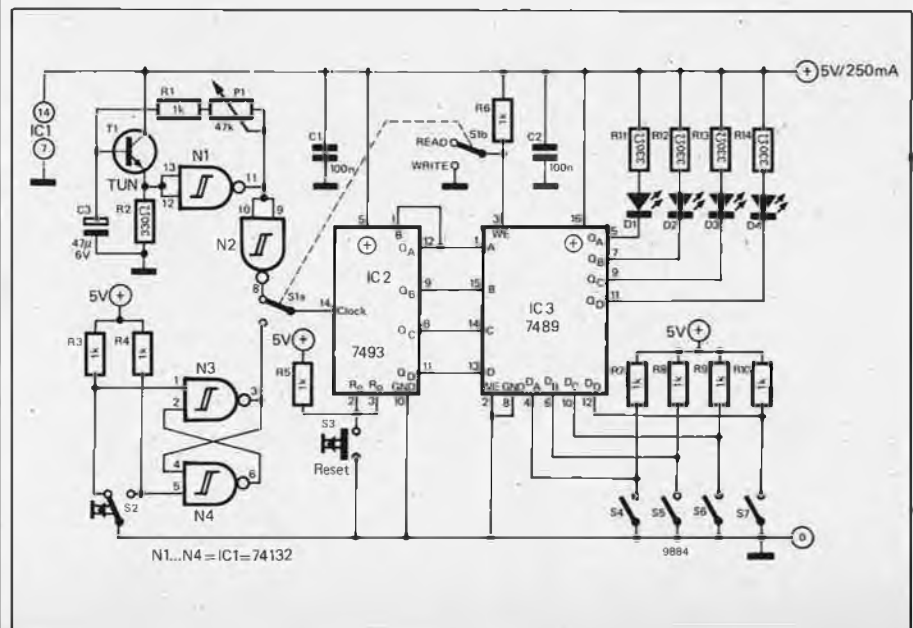 5V/250mA
14
IC1
7
R1
1k
P1
47k
T1
TUN
N1
13
12
11
R2
330Ω
C3
47µ
6V
10
9
N2
8
S1a
C1
100n
READ
WRITE
S1b
R6
1k
C2
100n
R11 R12 R13 R14
330Ω 330Ω 330Ω 330Ω
D1 D2 D3 D4
5V
R3
1k
R4
1k
N3
1
2
3
N4
4
5
6
S2
N1...N4=IC1=74132
14
Clock
5
1
B
IC 2
7493
QA 12
QB 9
QC
QD 11
R0 R0 GND
2 3 10
5V
R5
1k
S3
Reset
3
WE
16
1 A
15 B
14 C
13 D
IC 3
7489
QA 5
QB 7
QC 9
QD 11
GND DA DB DC DD
2 8 4 6 10 12
5V
R7 R8 R9 R10
1k 1k 1k 1k
S4 S5 S6 S7
9884
0